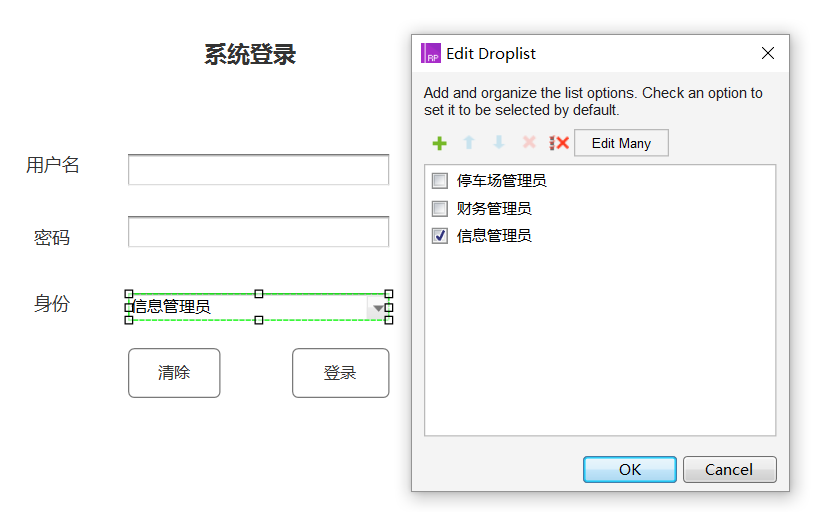 系统登录
用户名
密码
身份
信息管理员
清除
登录
RP
Edit Droplist
Add and organize the list options. Check an option to
set it to be selected by default.
Edit Many
停车场管理员
财务管理员
信息管理员
OK
Cancel